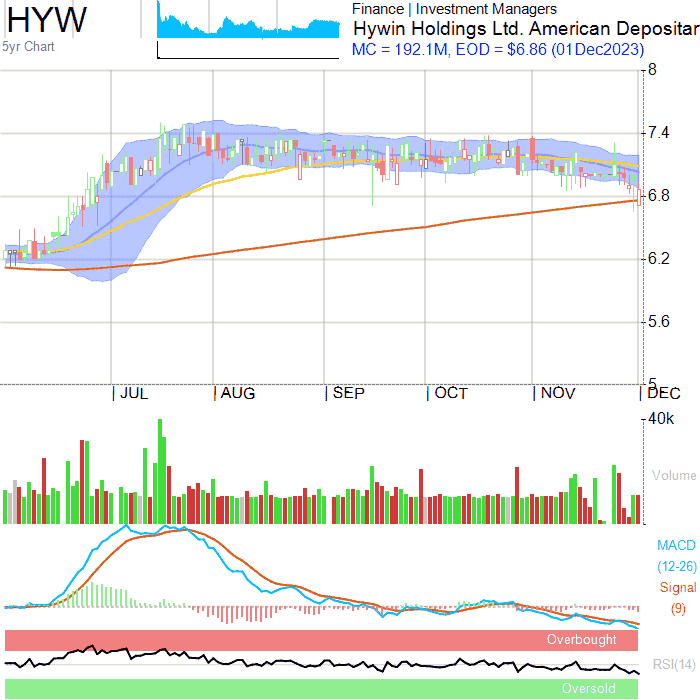 HYW
5yr Chart
Finance | Investment Managers
Hywin Holdings Ltd. American Depositar
MC = 192.1M, EOD = $6.86 (01Dec2023)
8
7.4
6.8
6.2
5.6
5
JUL AUG SEP OCT NOV DEC
40k
Volume
MACD
(12-26)
Signal
(9)
Overbought
RSI(14)
Oversold